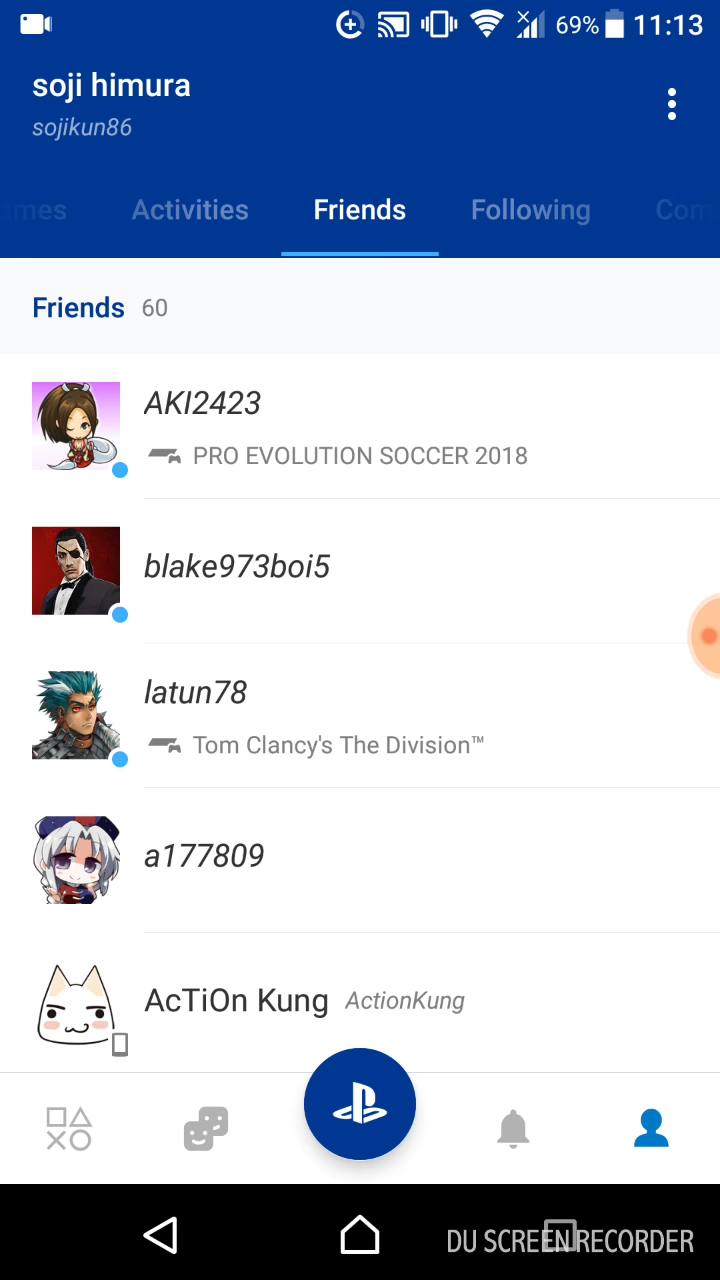 69% 11:13
soji himura
sojikun86
Activities Friends Following
Friends 60
AKI2423
PRO EVOLUTION SOCCER 2018
blake973boi5
latun78
Tom Clancy's The Division™
a177809
AcTiOn Kung ActionKung
DU SCREEN RECORDER